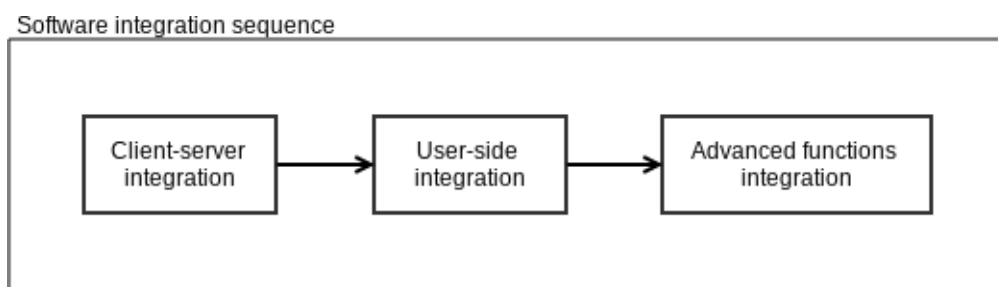 Software integration sequence
Client-server
integration
User-side
integration
Advanced functions
integration